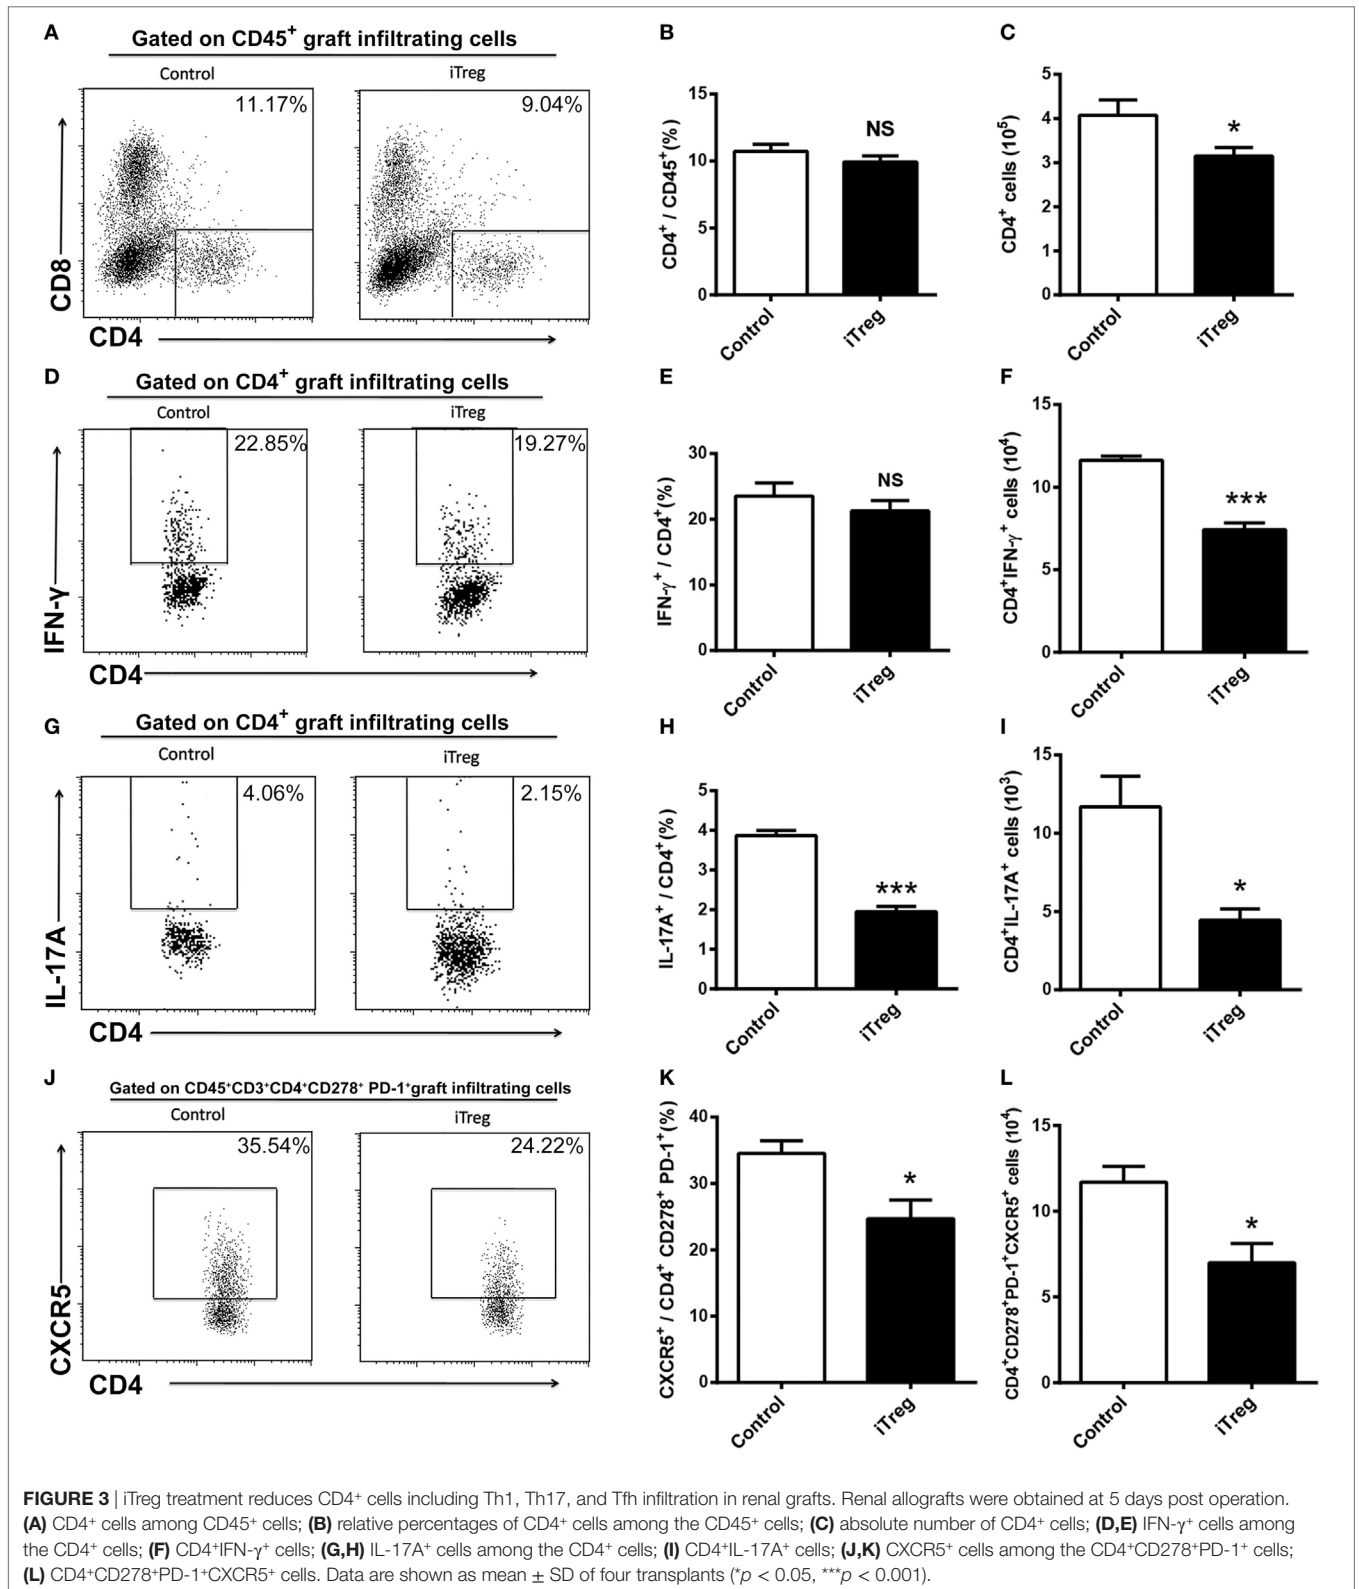 A
Gated on CD45⁺ graft infiltrating cells
Control
iTreg
11.17%
9.04%
CD8
CD4
B
15
10
5
0
CD4⁺ / CD45⁺(%)
NS
Control
iTreg
C
5
4
3
2
1
0
CD4⁺ cells (10⁵)
*
Control
iTreg
D
Gated on CD4⁺ graft infiltrating cells
Control
iTreg
22.85%
19.27%
IFN-γ
CD4
E
30
20
10
0
IFN-γ⁺ / CD4⁺(%)
NS
Control
iTreg
F
15
10
5
0
CD4⁺IFN-γ⁺ cells (10⁴)
***
Control
iTreg
G
Gated on CD4⁺ graft infiltrating cells
Control
iTreg
4.06%
2.15%
IL-17A
CD4
H
5
4
3
2
1
0
IL-17A⁺ / CD4⁺(%)
***
Control
iTreg
I
15
10
5
0
CD4⁺IL-17A⁺ cells (10³)
*
Control
iTreg
J
Gated on CD45⁺CD3⁺CD4⁺CD278⁺ PD-1⁺graft infiltrating cells
Control
iTreg
35.54%
24.22%
CXCR5
CD4
K
40
30
20
10
0
CXCR5⁺ / CD4⁺ CD278⁺ PD-1⁺(%)
*
Control
iTreg
L
15
10
5
0
CD4⁺CD278⁺PD-1⁺CXCR5⁺ cells (10⁴)
*
Control
iTreg
FIGURE 3 | iTreg treatment reduces CD4⁺ cells including Th1, Th17, and Tfh infiltration in renal grafts. Renal allografts were obtained at 5 days post operation.
(A) CD4⁺ cells among CD45⁺ cells; (B) relative percentages of CD4⁺ cells among the CD45⁺ cells; (C) absolute number of CD4⁺ cells; (D,E) IFN-γ⁺ cells among
the CD4⁺ cells; (F) CD4⁺IFN-γ⁺ cells; (G,H) IL-17A⁺ cells among the CD4⁺ cells; (I) CD4⁺IL-17A⁺ cells; (J,K) CXCR5⁺ cells among the CD4⁺CD278⁺PD-1⁺ cells;
(L) CD4⁺CD278⁺PD-1⁺CXCR5⁺ cells. Data are shown as mean ± SD of four transplants (*p < 0.05, ***p < 0.001).